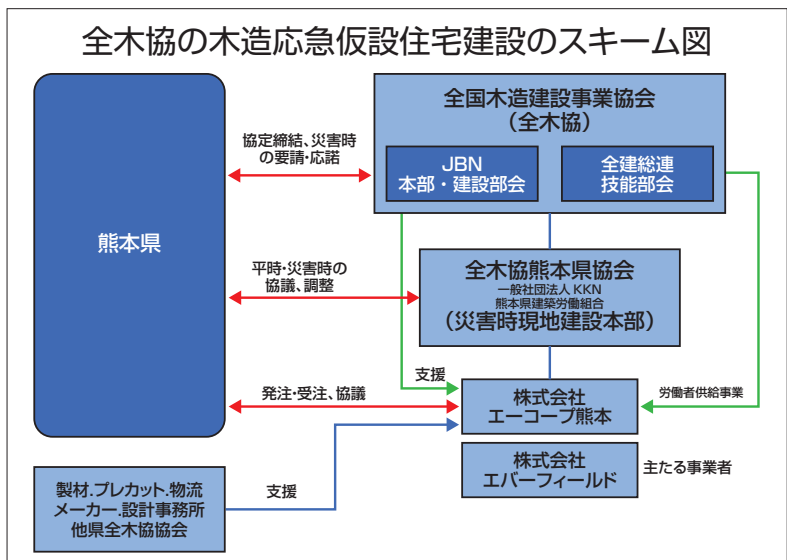 全木協の木造応急仮設住宅建設のスキーム図
熊本県
協定締結、災害時
の要請・応諾
全国木造建設事業協会
(全木協)
JBN
本部・建設部会
全建総連
技能部会
平時・災害時の
協議、調整
全木協熊本県協会
一般社団法人 KKN
熊本県建築労働組合
(災害時現地建設本部)
支援
労働者供給事業
発注・受注、協議
株式会社
エーコープ熊本
株式会社
エバーフィールド
主たる事業者
製材.プレカット.物流
メーカー.設計事務所
他県全木協協会
支援